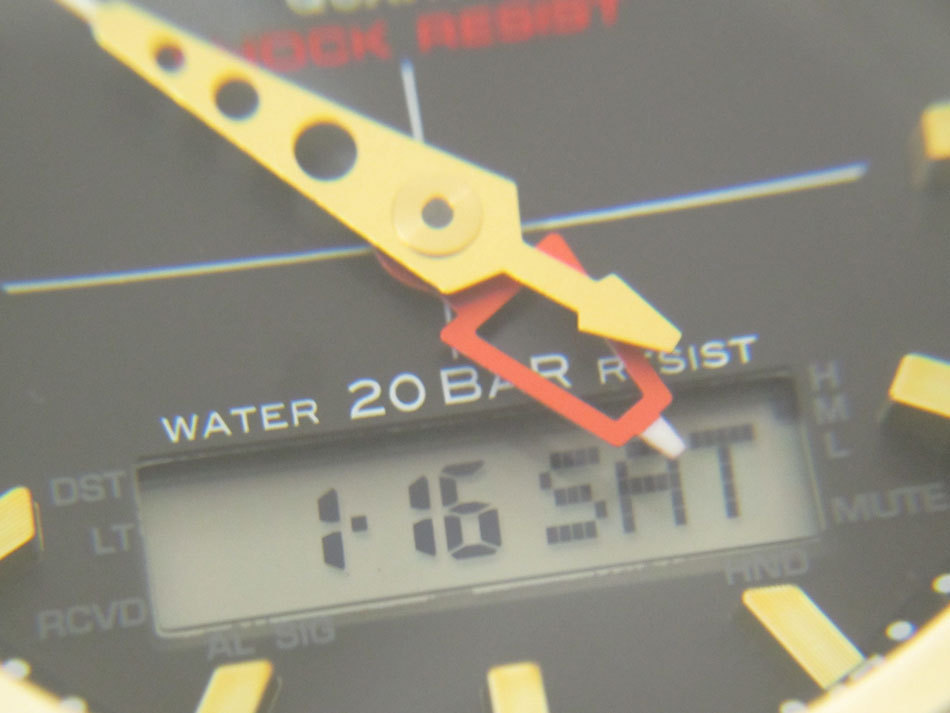 SHOCK RESIST
WATER 20 BAR RESIST
H
M
L
DST
LT
RCVD
1-16 SAT
MUTE
HND
AL SIG